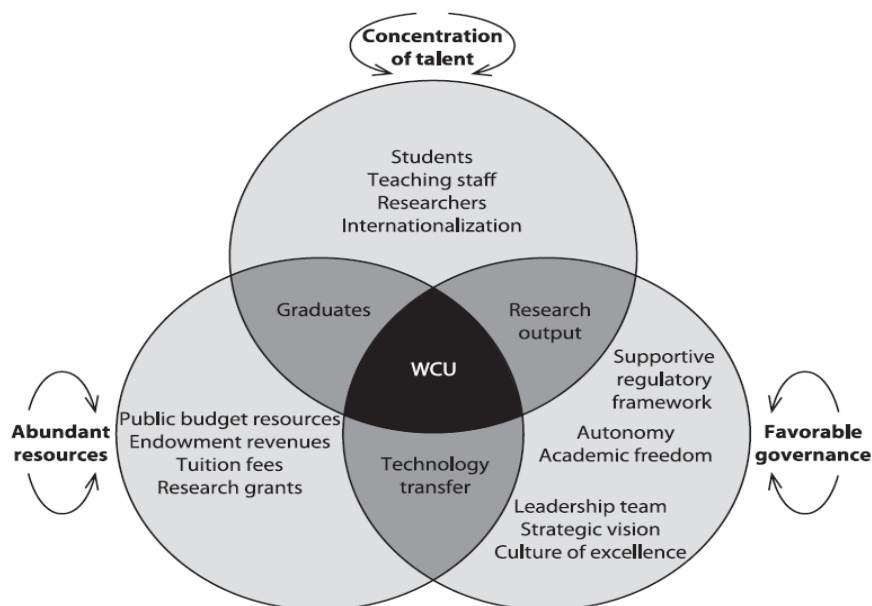 Concentration
of talent
Students
Teaching staff
Researchers
Internationalization
Graduates
Research
output
WCU
Supportive
regulatory
framework
Autonomy
Academic freedom
Leadership team
Strategic vision
Culture of excellence
Favorable
governance
Technology
transfer
Public budget resources
Endowment revenues
Tuition fees
Research grants
Abundant
resources